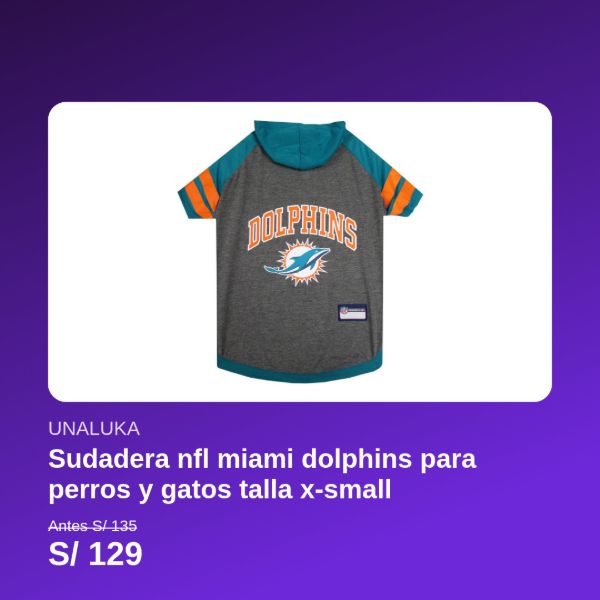 DOLPHINS
UNALUKA
Sudadera nfl miami dolphins para
perros y gatos talla x-small
Antes S/ 135
S/ 129